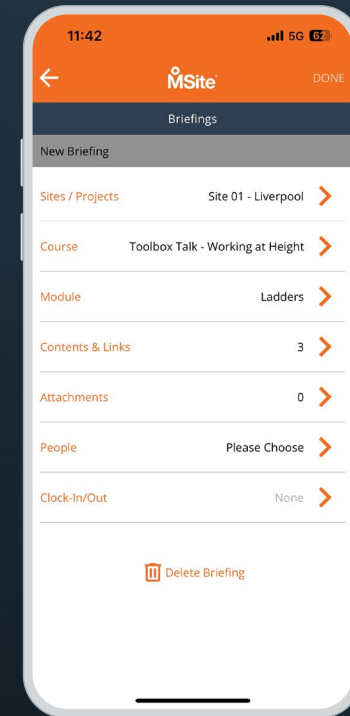 11:42 5G 62
MSite DONE
Briefings
New Briefing
Sites / Projects Site 01 - Liverpool
Course Toolbox Talk - Working at Height
Module Ladders
Contents & Links 3
Attachments 0
People Please Choose
Clock-In/Out None
Delete Briefing